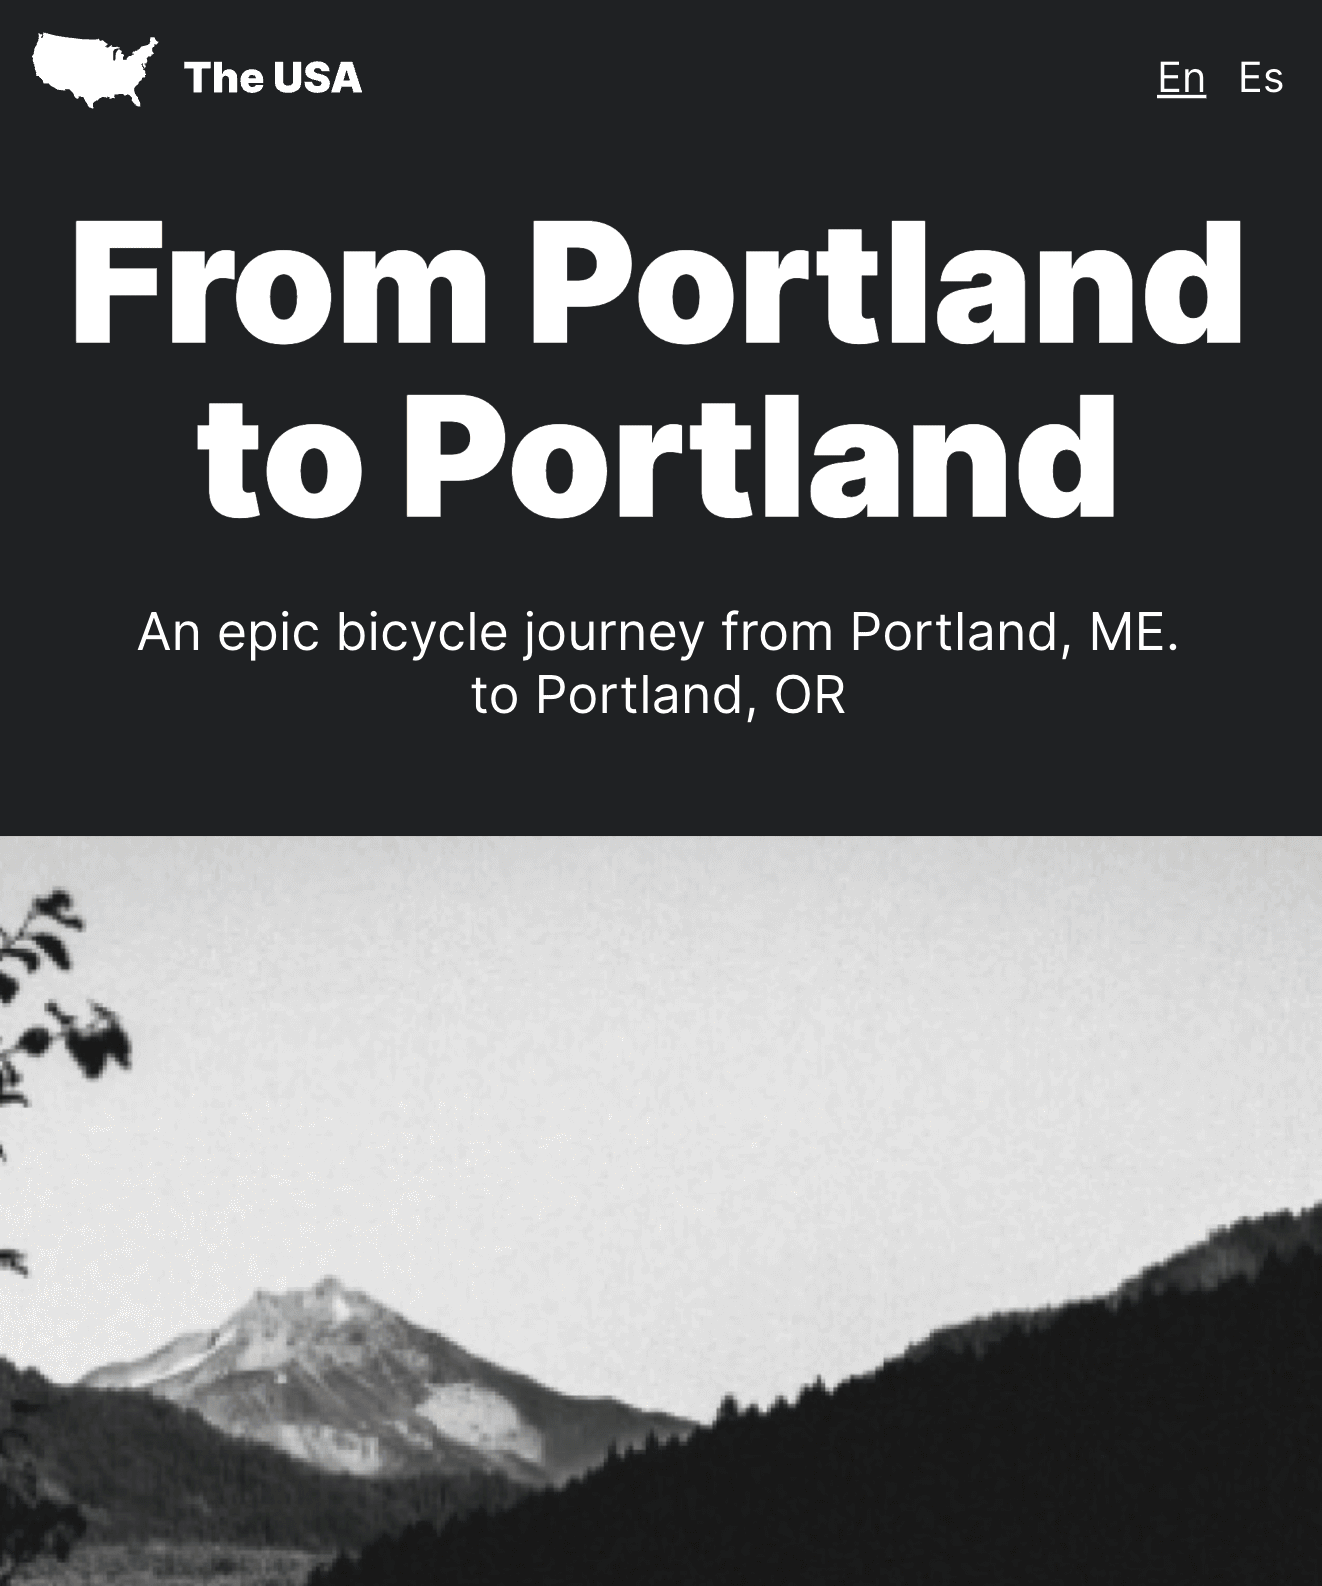 The USA
En Es
From Portland
to Portland
An epic bicycle journey from Portland, ME.
to Portland, OR